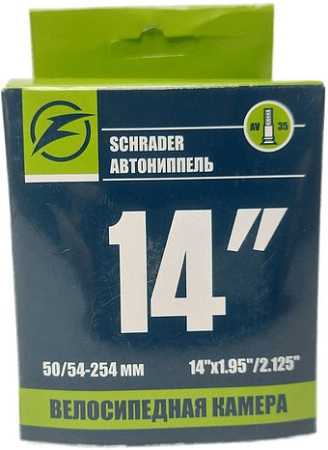 SCHRADER
АВТОНИППЕЛЬ
AV 35
14"
50/54-254 ММ
14"x1.95"/2.125"
ВЕЛОСИПЕДНАЯ КАМЕРА